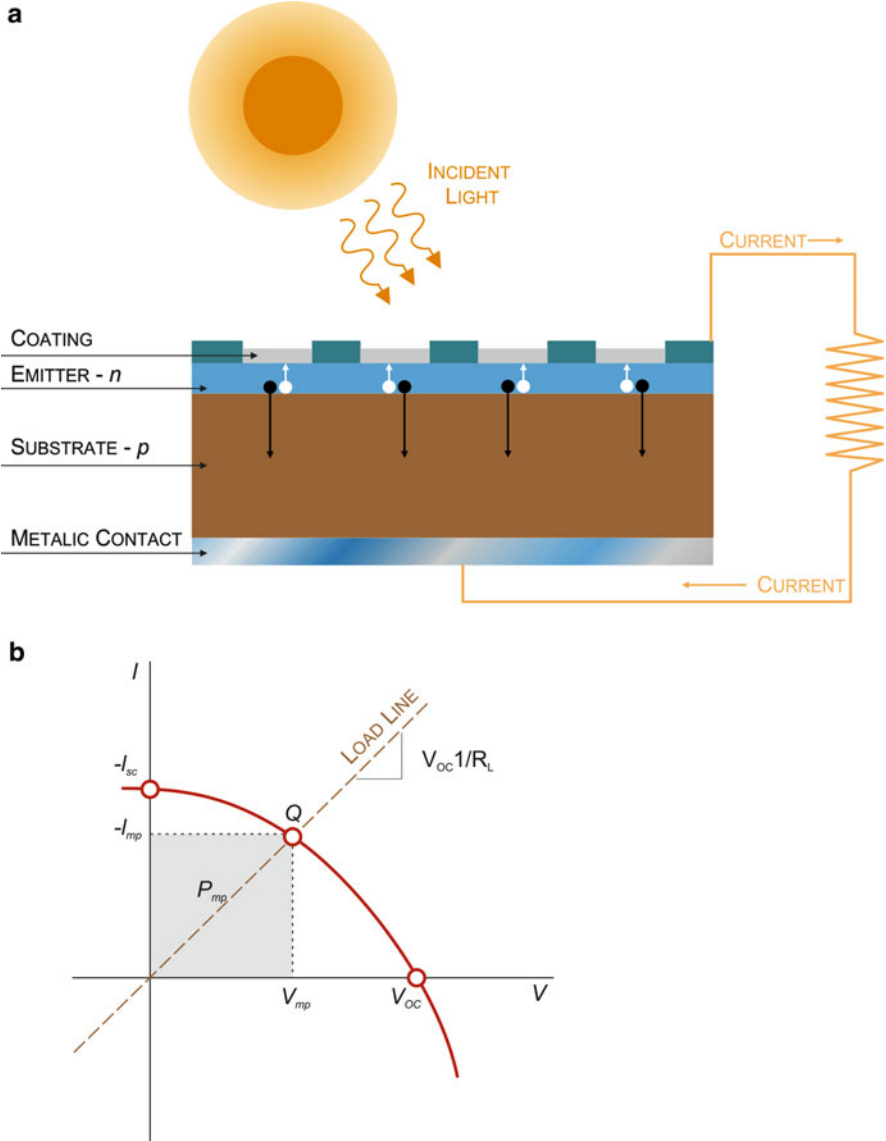 a
INCIDENT
LIGHT
CURRENT
COATING
EMITTER - n
SUBSTRATE - p
METALIC CONTACT
CURRENT
b
I
LOAD LINE
-Isc
VOC1/RL
Q
-Imp
Pmp
Vmp
VOC
V